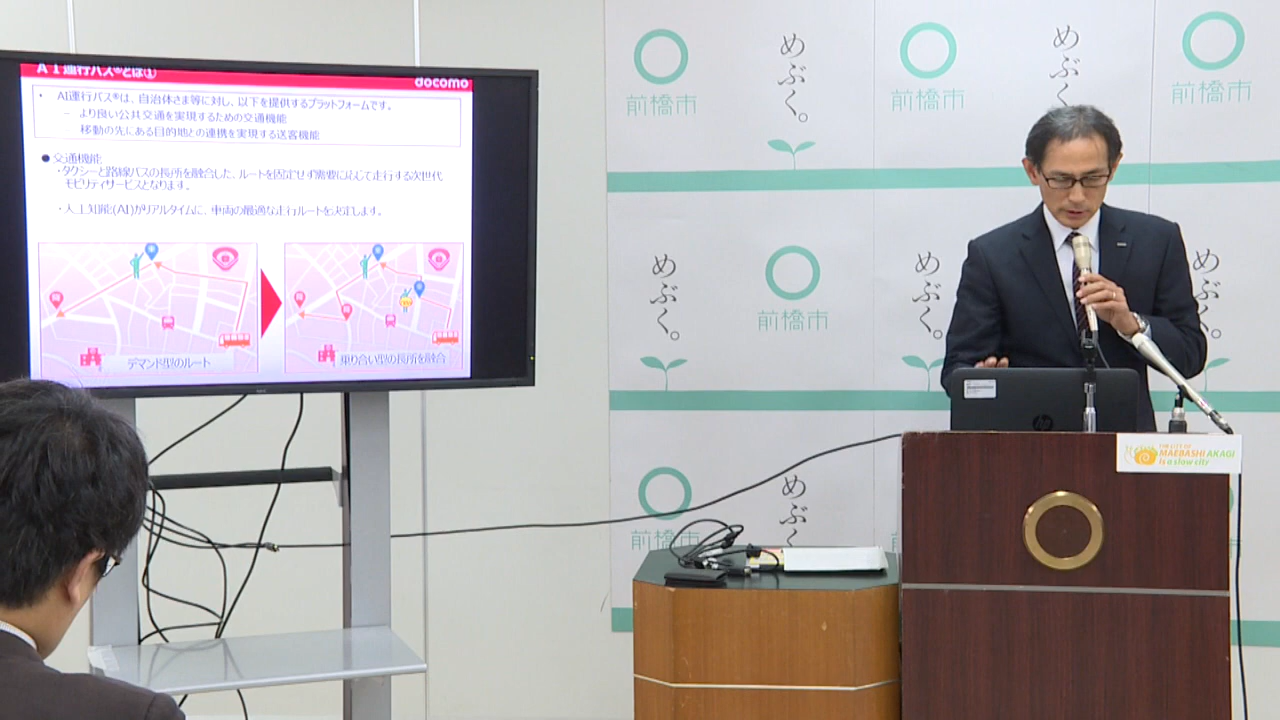 AI運行バス®とは①
docomo
・ AI運行バス®は、自治体さま等に対し、以下を提供するプラットフォームです。
－ より良い公共交通を実現するための交通機能
－ 移動の先にある目的地との連携を実現する送客機能
●交通機能
・タクシーと路線バスの長所を融合した、ルートを固定せず需要に応じて走行する次世代
モビリティサービスとなります。
・人工知能(AI)がリアルタイムに、車両の最適な走行ルートを決定します。
デマンド型のルート
乗り合い型の長所を融合
前橋市
めぶく。
前橋市
めぶく
前橋市
めぶく。
前橋市
めぶく。
めぶく。
前橋市
めぶく
hp
THE CITY OF
MAEBASHI AKAGI
is a slow city